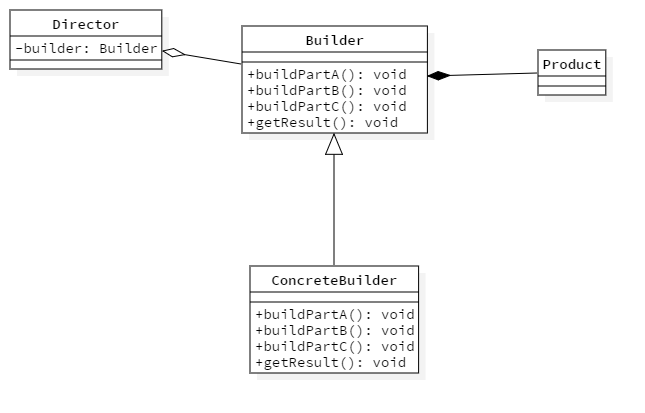 Director
-builder: Builder
Builder
+buildPartA(): void
+buildPartB(): void
+buildPartC(): void
+getResult(): void
Product
ConcreteBuilder
+buildPartA(): void
+buildPartB(): void
+buildPartC(): void
+getResult(): void